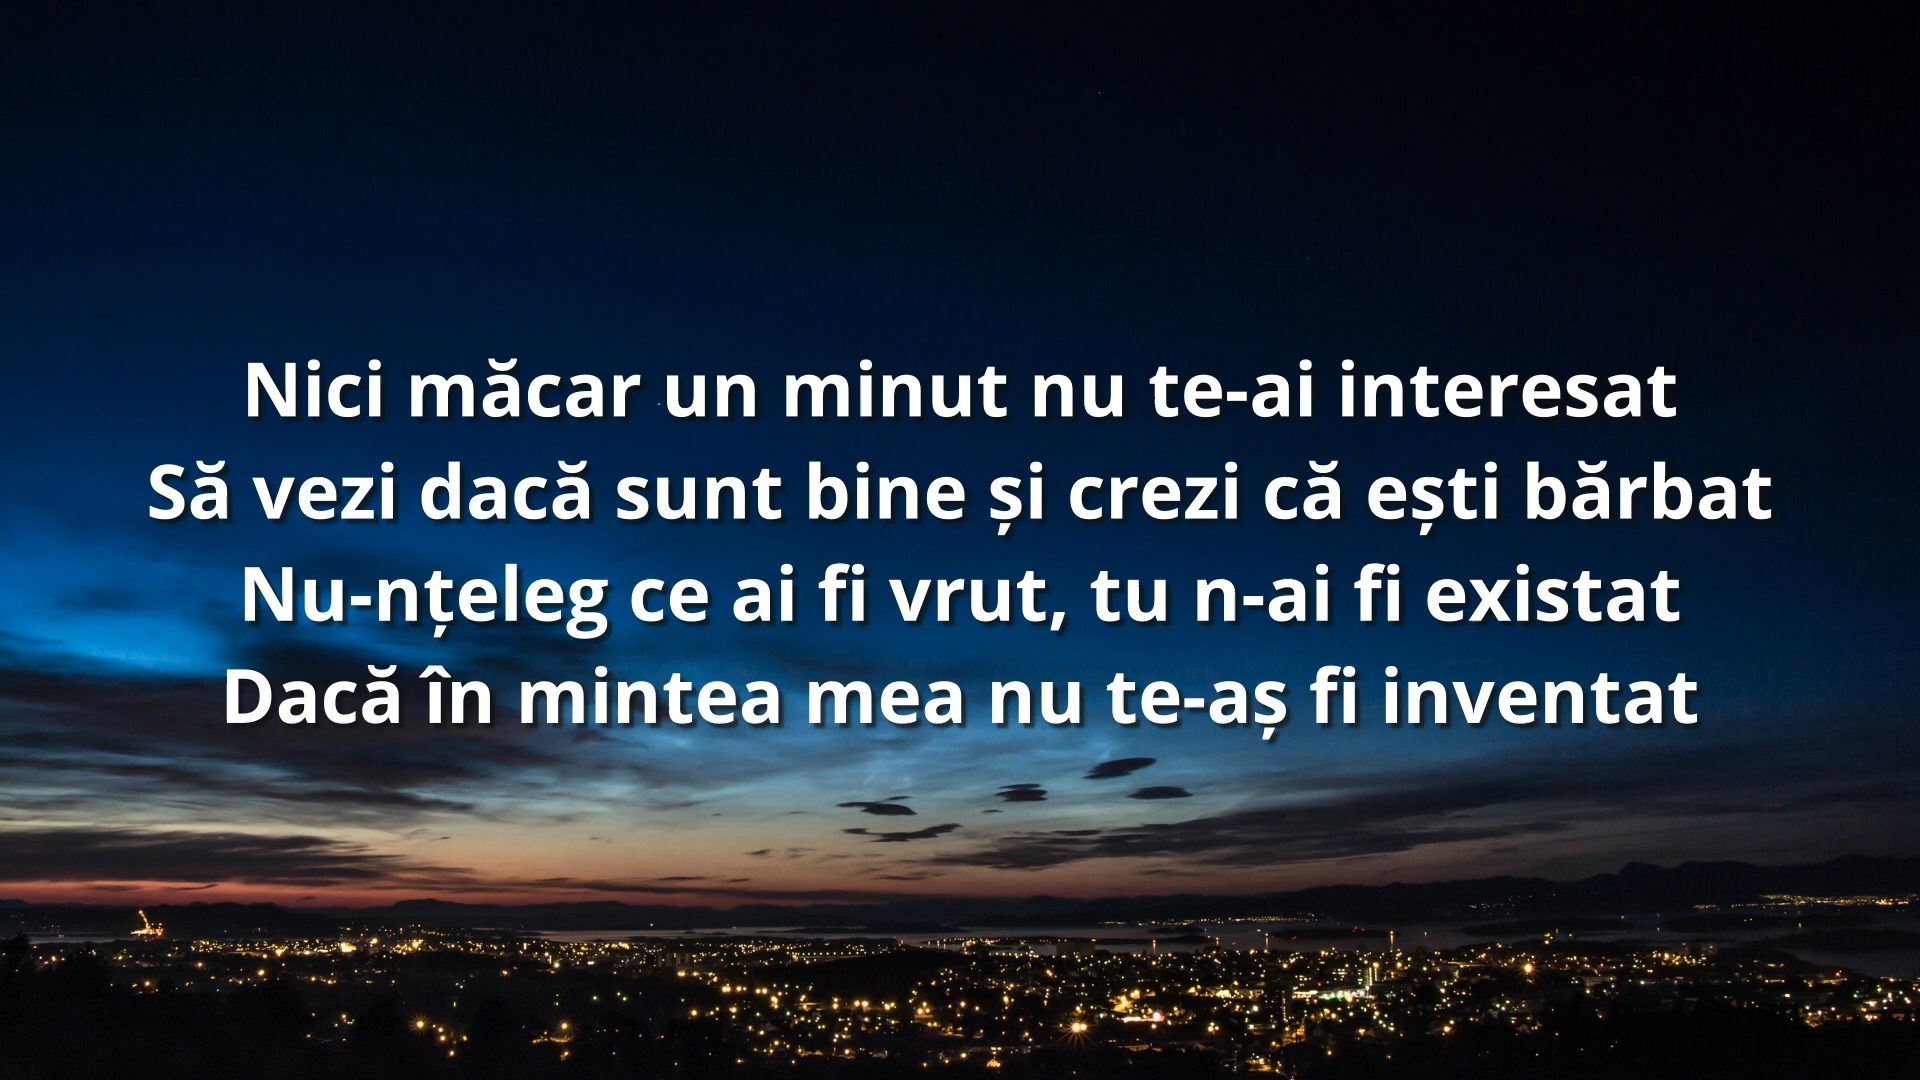 Nici măcar un minut nu te-ai interesat
Să vezi dacă sunt bine și crezi că ești bărbat
Nu-nțeleg ce ai fi vrut, tu n-ai fi existat
Dacă în mintea mea nu te-aș fi inventat